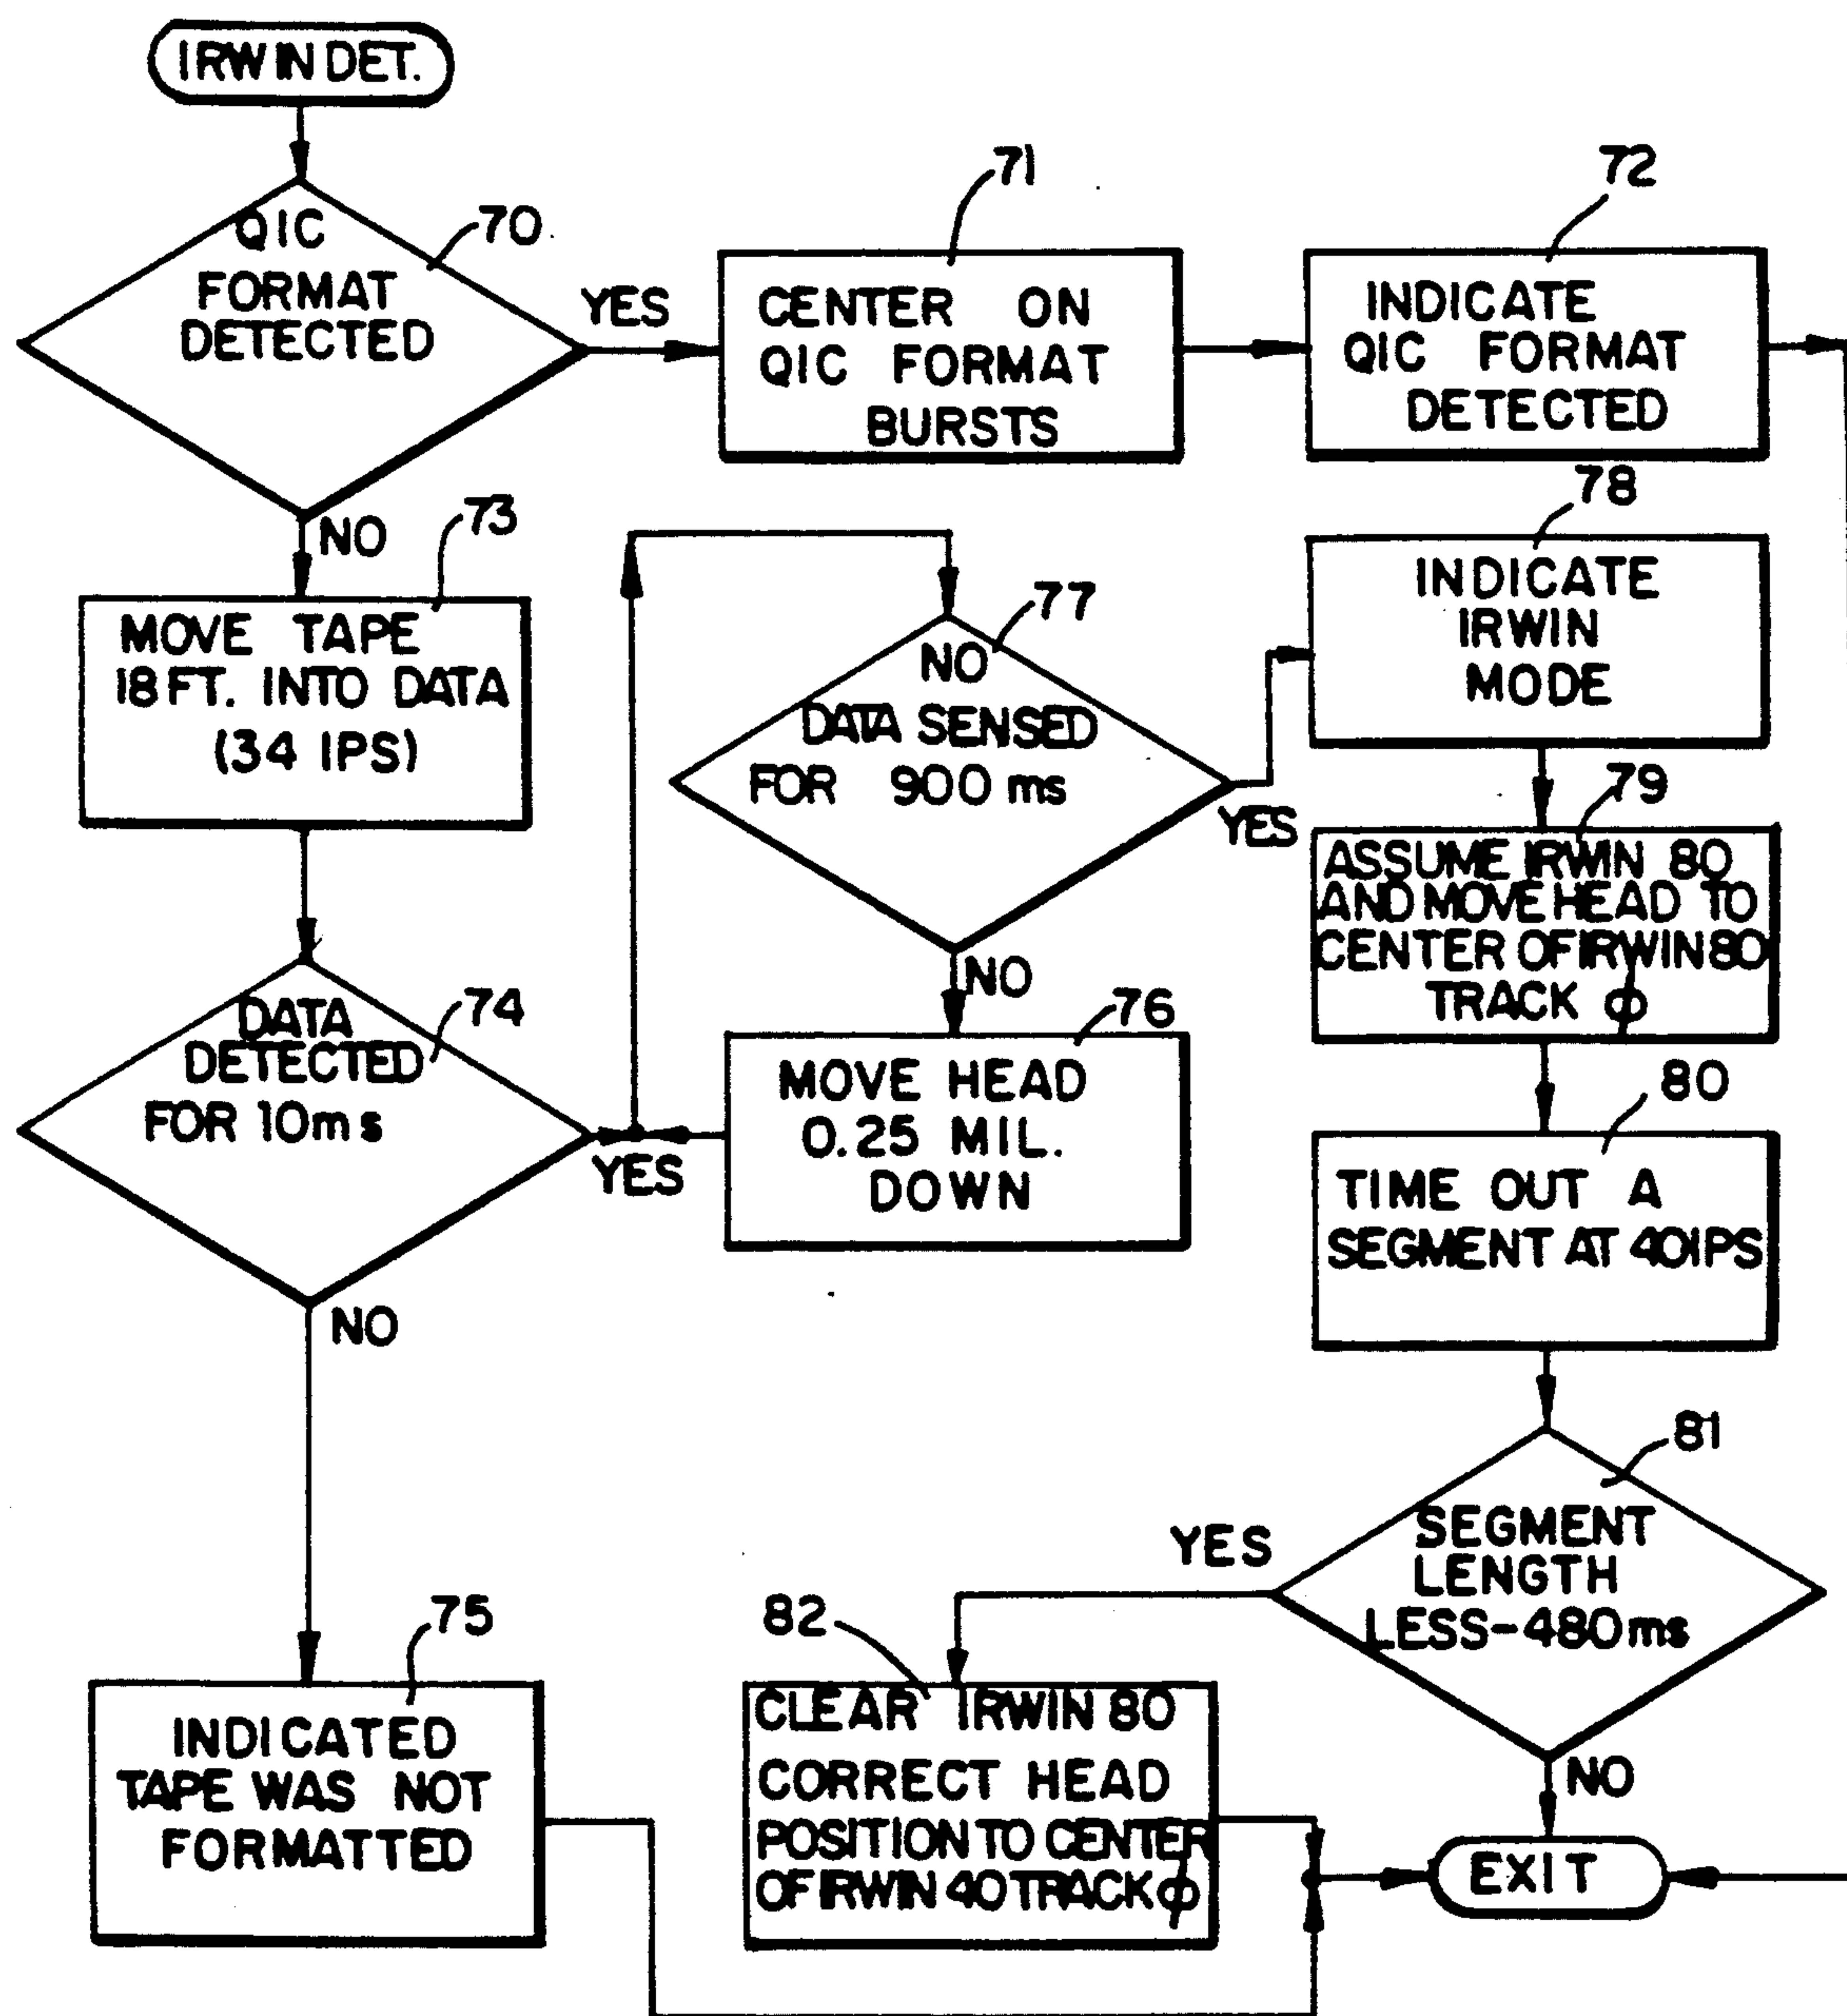 IRWIN DET.
QIC
FORMAT
DETECTED
70
YES
NO
71
CENTER ON
QIC FORMAT
BURSTS
72
INDICATE
QIC FORMAT
DETECTED
73
MOVE TAPE
18 FT. INTO DATA
(34 IPS)
74
DATA
DETECTED
FOR 10ms
YES
NO
75
INDICATED
TAPE WAS NOT
FORMATTED
77
NO
DATA SENSED
FOR 900 ms
YES
NO
76
MOVE HEAD
0.25 MIL.
DOWN
78
INDICATE
IRWIN
MODE
79
ASSUME IRWIN 80
AND MOVE HEAD TO
CENTER OF IRWIN 80
TRACK ϕ
80
TIME OUT A
SEGMENT AT 40IPS
81
SEGMENT
LENGTH
LESS-480ms
YES
NO
82
CLEAR IRWIN 80
CORRECT HEAD
POSITION TO CENTER
OF IRWIN 40 TRACK ϕ
EXIT